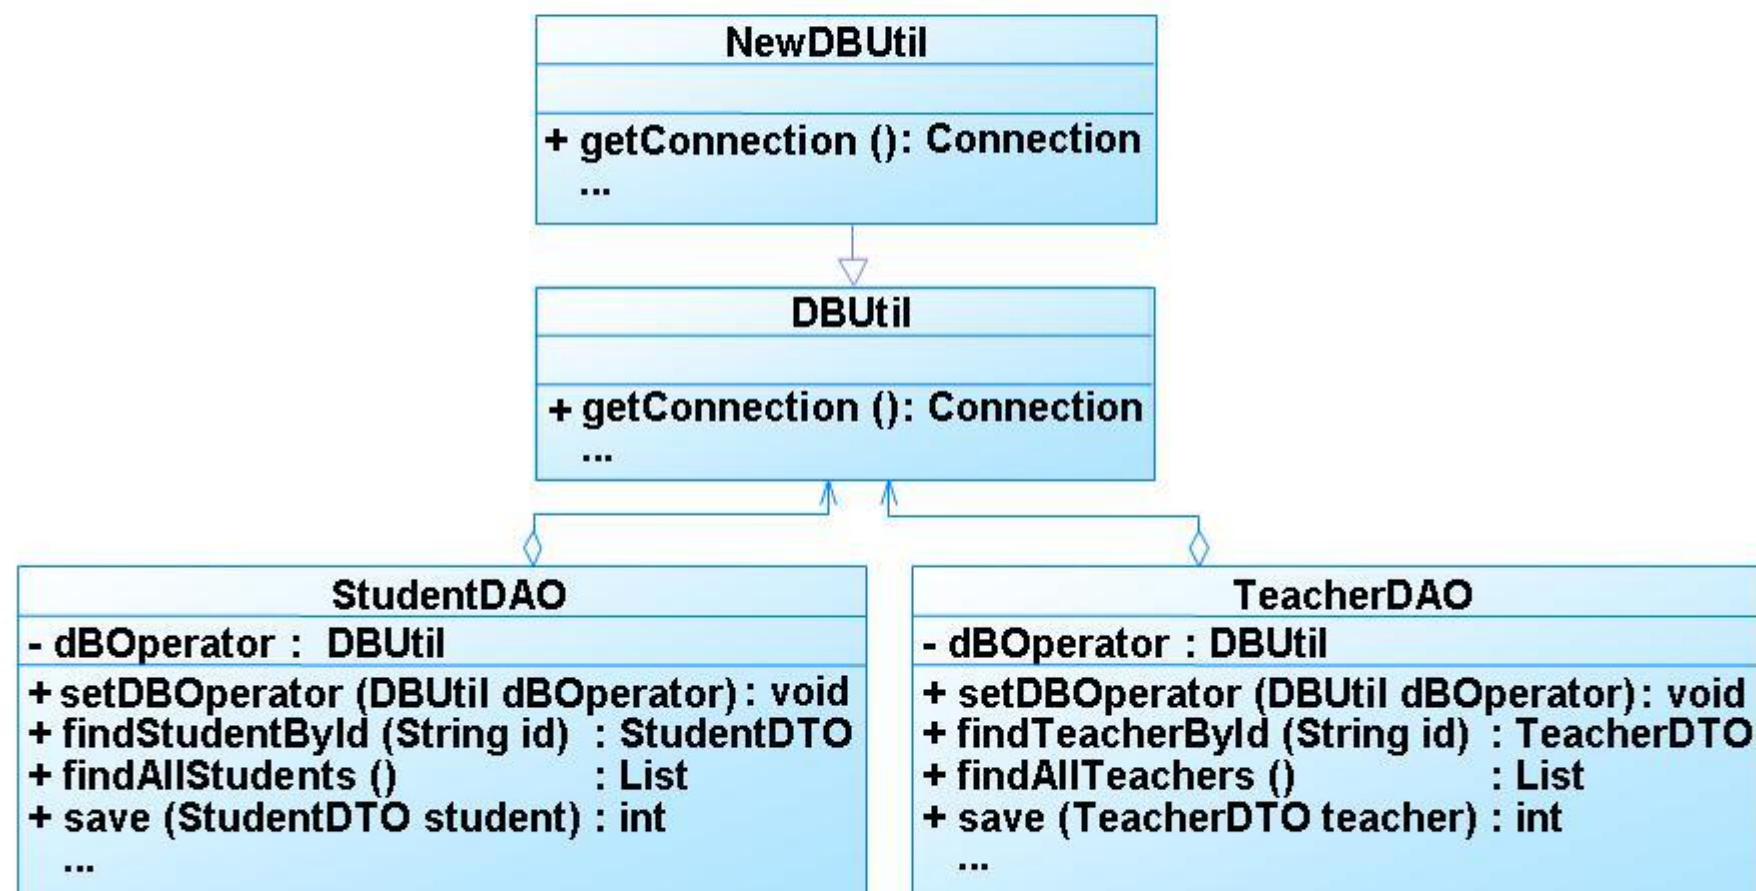 NewDBUtil
+ getConnection (): Connection
...
DBUtil
+ getConnection (): Connection
...
StudentDAO
- dBOperator : DBUtil
+ setDBOperator (DBUtil dBOperator) : void
+ findStudentById (String id) : StudentDTO
+ findAllStudents () : List
+ save (StudentDTO student) : int
...
TeacherDAO
- dBOperator : DBUtil
+ setDBOperator (DBUtil dBOperator) : void
+ findTeacherById (String id) : TeacherDTO
+ findAllTeachers () : List
+ save (TeacherDTO teacher) : int
...